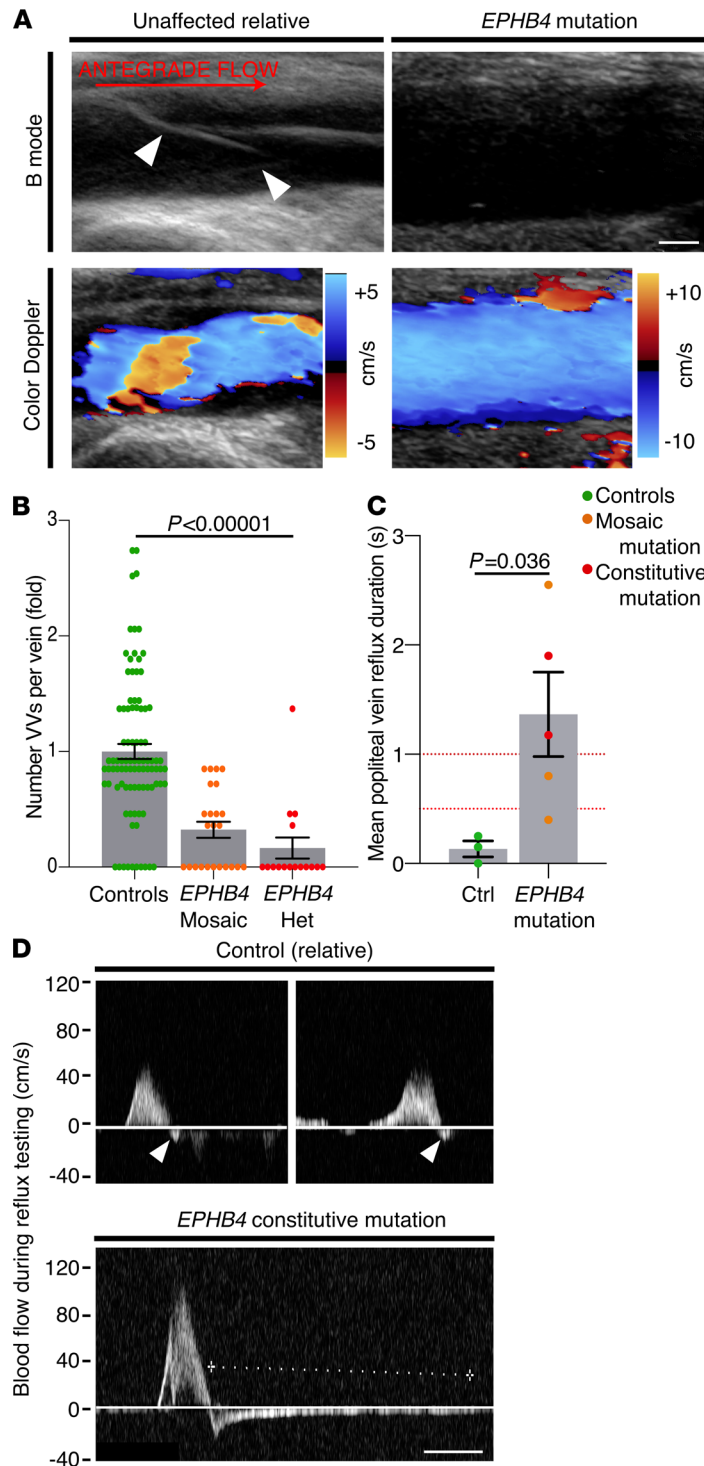 A
Unaffected relative
EPHB4 mutation
B mode
ANTEGRADE FLOW
Color Doppler
+5
cm/s
-5
+10
cm/s
-10
B
P<0.00001
Number VVs per vein (fold)
3
2
1
0
Controls
EPHB4
Mosaic
EPHB4
Het
C
P=0.036
Mean popliteal vein reflux duration (s)
3
2
1
0
Ctrl
EPHB4
mutation
Controls
Mosaic
mutation
Constitutive
mutation
D
Control (relative)
Blood flow during reflux testing (cm/s)
120
80
40
0
-40
EPHB4 constitutive mutation
120
80
40
0
-40